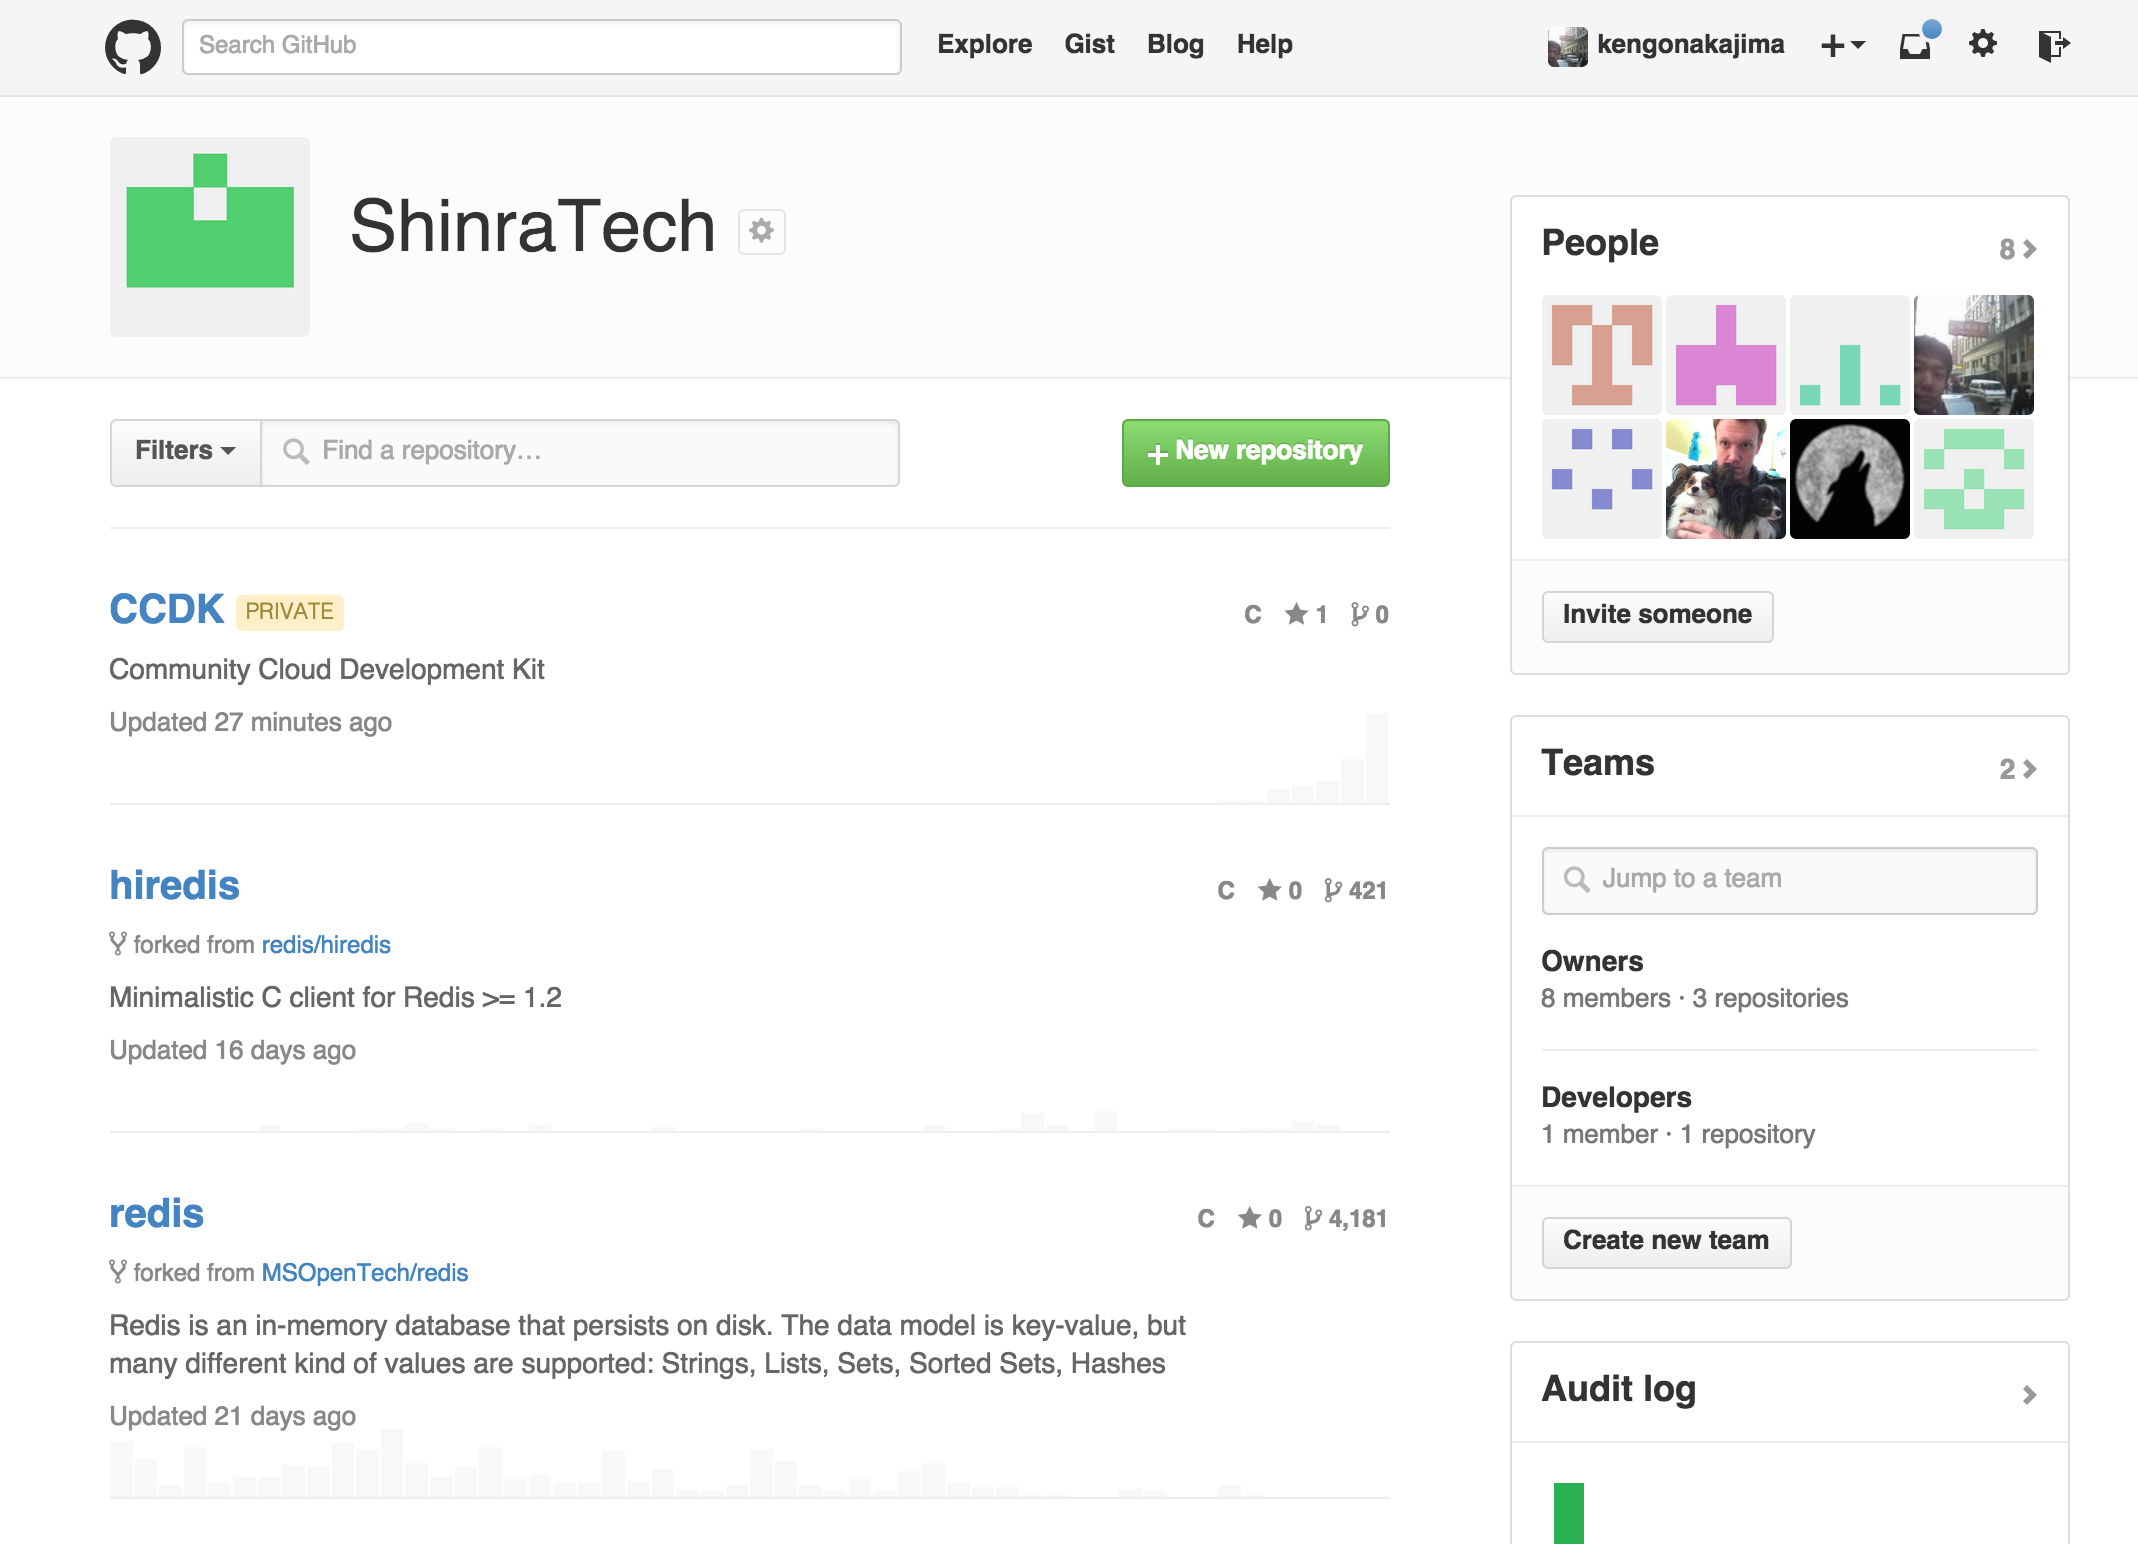 Search GitHub
Explore Gist Blog Help
kengonakajima
ShinraTech
Filters
Find a repository…
New repository
CCDK PRIVATE
C 1 0
Community Cloud Development Kit
Updated 27 minutes ago
hiredis
C 0 421
forked from redis/hiredis
Minimalistic C client for Redis >= 1.2
Updated 16 days ago
redis
C 0 4,181
forked from MSOpenTech/redis
Redis is an in-memory database that persists on disk. The data model is key-value, but
many different kind of values are supported: Strings, Lists, Sets, Sorted Sets, Hashes
Updated 21 days ago
People 8
Invite someone
Teams 2
Jump to a team
Owners
8 members · 3 repositories
Developers
1 member · 1 repository
Create new team
Audit log